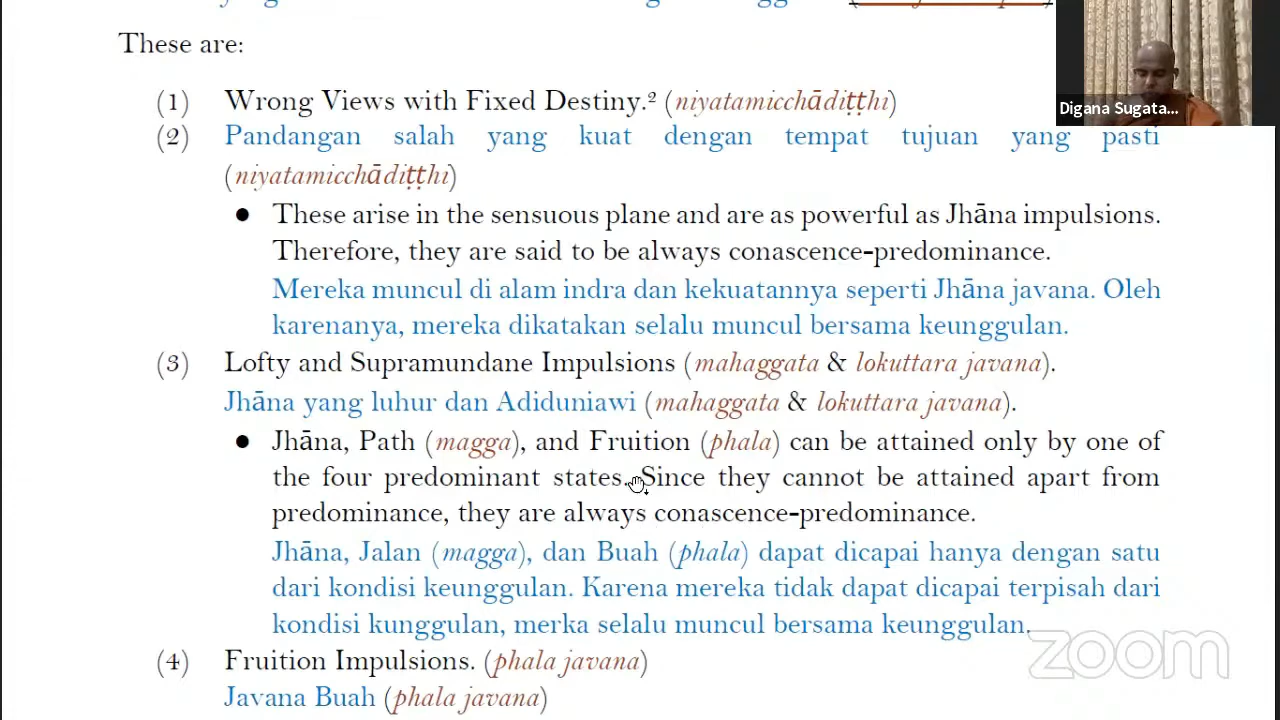 These are:
(1) Wrong Views with Fixed Destiny.² (niyatamicchādiṭṭhi)
(2) Pandangan salah yang kuat dengan tempat tujuan yang pasti
(niyatamicchādiṭṭhi)
● These arise in the sensuous plane and are as powerful as Jhāna impulsions.
Therefore, they are said to be always conascence-predominance.
Mereka muncul di alam indra dan kekuatannya seperti Jhāna javana. Oleh
karenanya, mereka dikatakan selalu muncul bersama keunggulan.
(3) Lofty and Supramundane Impulsions (mahaggata & lokuttara javana).
Jhāna yang luhur dan Adiduniawi (mahaggata & lokuttara javana).
● Jhāna, Path (magga), and Fruition (phala) can be attained only by one of
the four predominant states. Since they cannot be attained apart from
predominance, they are always conascence-predominance.
Jhāna, Jalan (magga), dan Buah (phala) dapat dicapai hanya dengan satu
dari kondisi keunggulan. Karena mereka tidak dapat dicapai terpisah dari
kondisi kunggulan, merka selalu muncul bersama keunggulan.
(4) Fruition Impulsions. (phala javana)
Javana Buah (phala javana)
Digana Sugata...
zoom